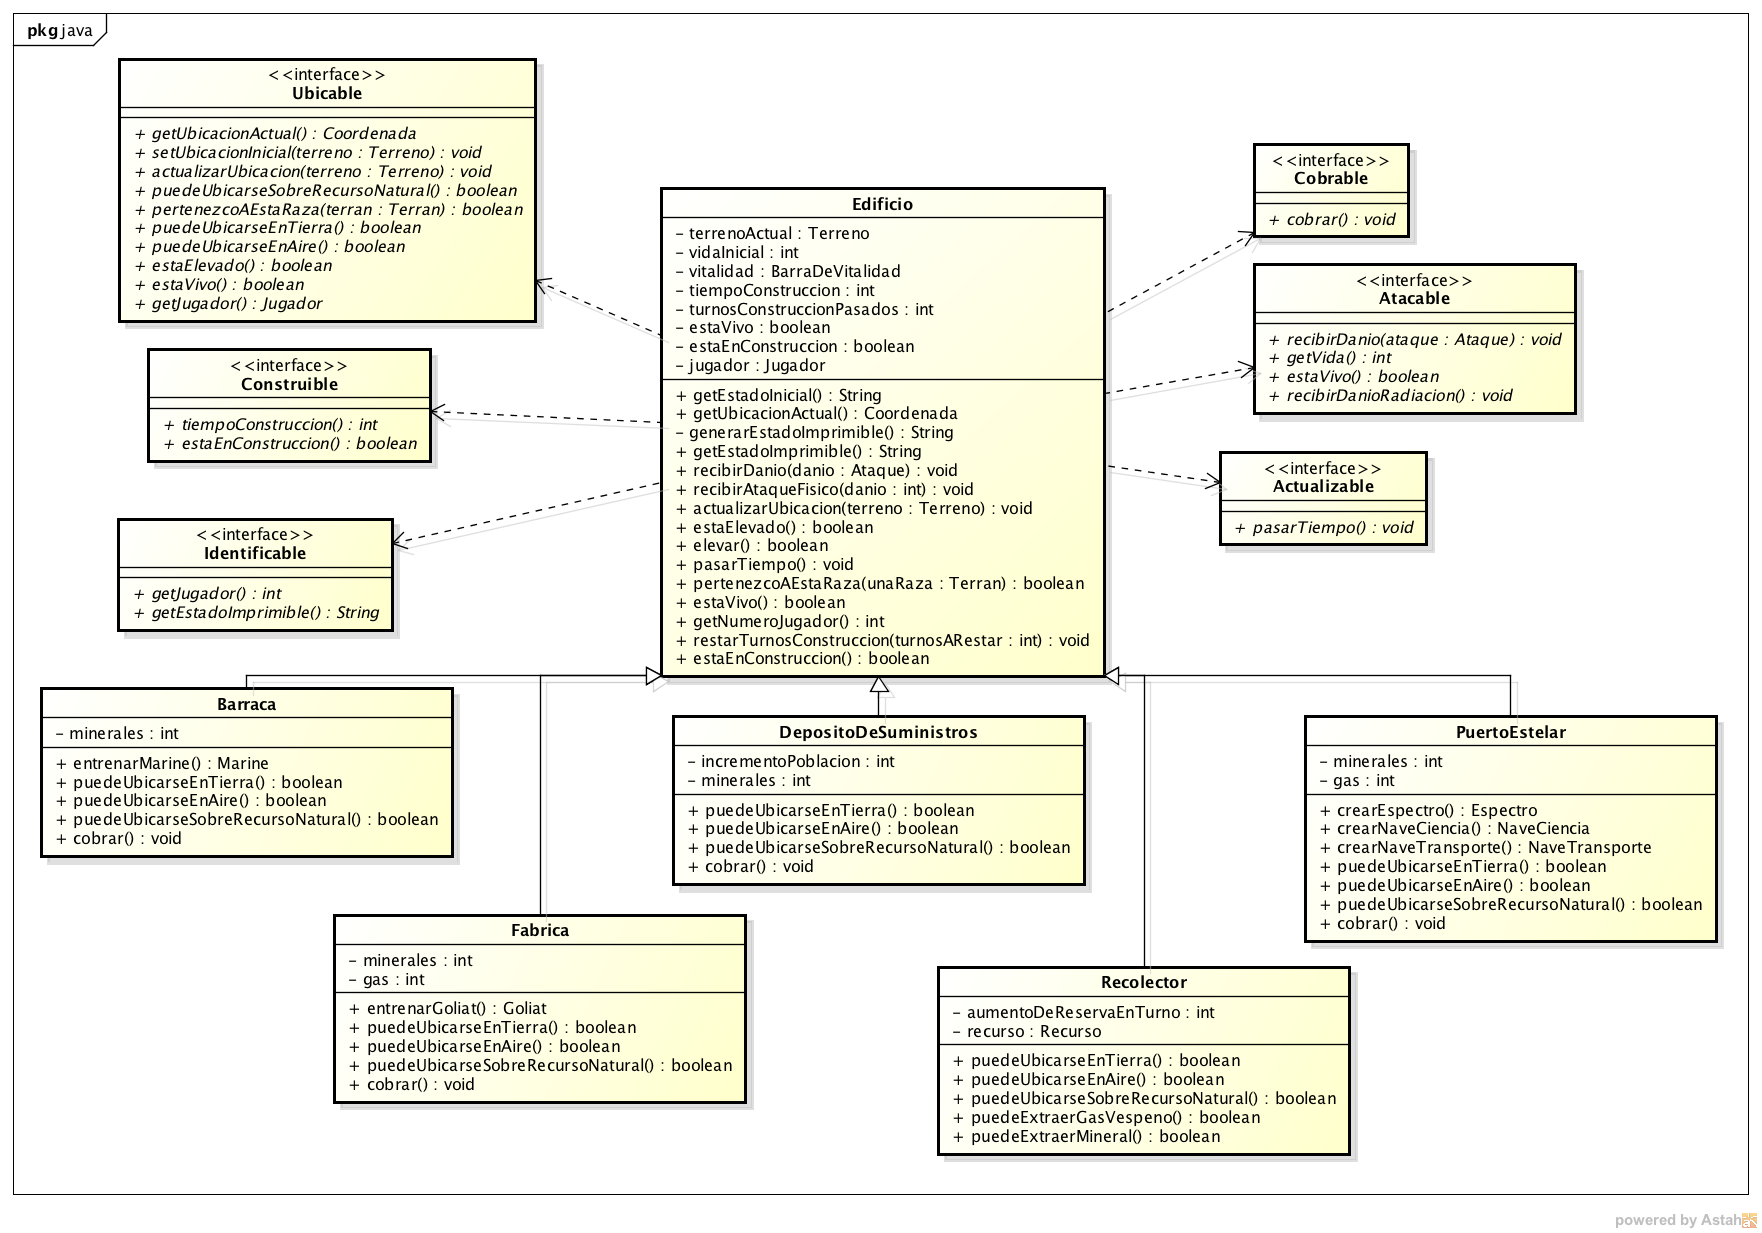 pkg java
<<interface>>
Ubicable
+ getUbicacionActual() : Coordenada
+ setUbicacionInicial(terreno : Terreno) : void
+ actualizarUbicacion(terreno : Terreno) : void
+ puedeUbicarseSobreRecursoNatural() : boolean
+ pertenezcoAEstaRaza(terran : Terran) : boolean
+ puedeUbicarseEnTierra() : boolean
+ puedeUbicarseEnAire() : boolean
+ estaElevado() : boolean
+ estaVivo() : boolean
+ getJugador() : Jugador
<<interface>>
Construible
+ tiempoConstruccion() : int
+ estaEnConstruccion() : boolean
<<interface>>
Identificable
+ getJugador() : int
+ getEstadoImprimible() : String
Edificio
- terrenoActual : Terreno
- vidaInicial : int
- vitalidad : BarraDeVitalidad
- tiempoConstruccion : int
- turnosConstruccionPasados : int
- estaVivo : boolean
- estaEnConstruccion : boolean
- jugador : Jugador
+ getEstadoInicial() : String
+ getUbicacionActual() : Coordenada
- generarEstadoImprimible() : String
+ getEstadoImprimible() : String
+ recibirDanio(danio : Ataque) : void
+ recibirAtaqueFisico(danio : int) : void
+ actualizarUbicacion(terreno : Terreno) : void
+ estaElevado() : boolean
+ elevar() : boolean
+ pasarTiempo() : void
+ pertenezcoAEstaRaza(unaRaza : Terran) : boolean
+ estaVivo() : boolean
+ getNumeroJugador() : int
+ restarTurnosConstruccion(turnosARestar : int) : void
+ estaEnConstruccion() : boolean
<<interface>>
Cobrable
+ cobrar() : void
<<interface>>
Atacable
+ recibirDanio(ataque : Ataque) : void
+ getVida() : int
+ estaVivo() : boolean
+ recibirDanioRadiacion() : void
<<interface>>
Actualizable
+ pasarTiempo() : void
Barraca
- minerales : int
+ entrenarMarine() : Marine
+ puedeUbicarseEnTierra() : boolean
+ puedeUbicarseEnAire() : boolean
+ puedeUbicarseSobreRecursoNatural() : boolean
+ cobrar() : void
DepositoDeSuministros
- incrementoPoblacion : int
- minerales : int
+ puedeUbicarseEnTierra() : boolean
+ puedeUbicarseEnAire() : boolean
+ puedeUbicarseSobreRecursoNatural() : boolean
+ cobrar() : void
PuertoEstelar
- minerales : int
- gas : int
+ crearEspectro() : Espectro
+ crearNaveCiencia() : NaveCiencia
+ crearNaveTransporte() : NaveTransporte
+ puedeUbicarseEnTierra() : boolean
+ puedeUbicarseEnAire() : boolean
+ puedeUbicarseSobreRecursoNatural() : boolean
+ cobrar() : void
Fabrica
- minerales : int
- gas : int
+ entrenarGoliat() : Goliat
+ puedeUbicarseEnTierra() : boolean
+ puedeUbicarseEnAire() : boolean
+ puedeUbicarseSobreRecursoNatural() : boolean
+ cobrar() : void
Recolector
- aumentoDeReservaEnTurno : int
- recurso : Recurso
+ puedeUbicarseEnTierra() : boolean
+ puedeUbicarseEnAire() : boolean
+ puedeUbicarseSobreRecursoNatural() : boolean
+ puedeExtraerGasVespeno() : boolean
+ puedeExtraerMineral() : boolean
powered by Astah